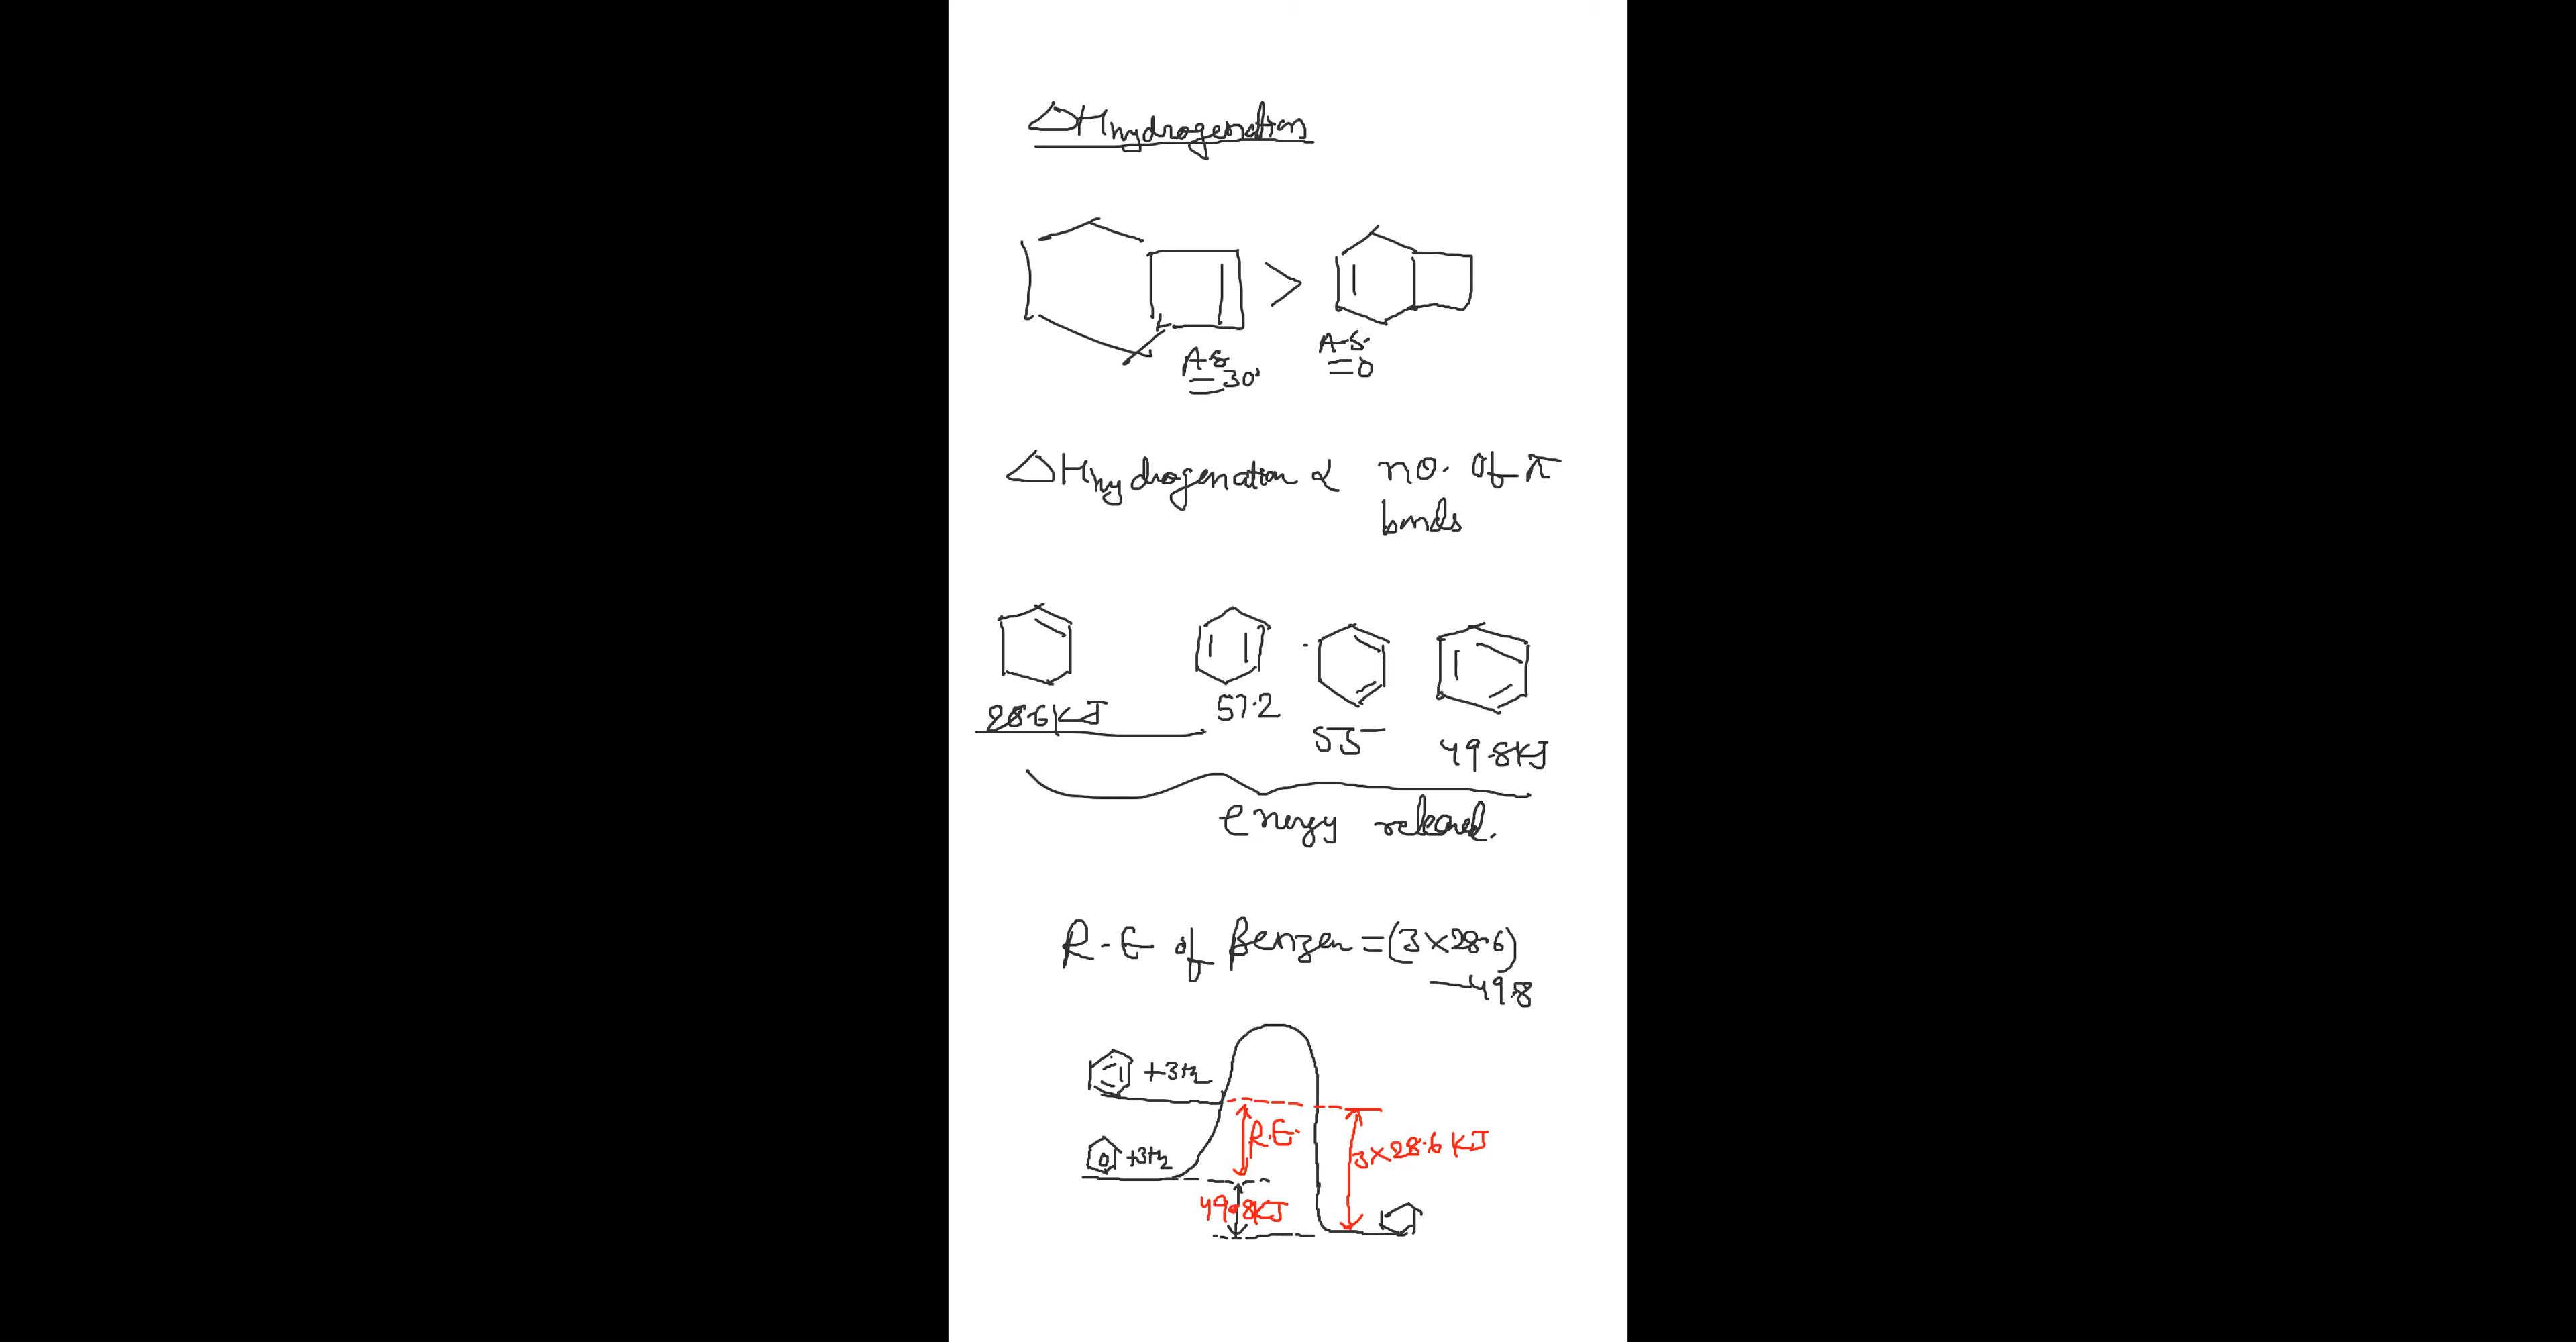 ΔHhydrogenation
>
A·S
= 30°
A·S·
= 0
ΔHhydrogenation α no. of π
bonds
28.6KJ
57.2
55
49.8KJ
energy released.
R.E of Benzen = (3×28.6)
-49.8
+3H2
R.E.
3×28.6 KJ
+3H2
49.8KJ